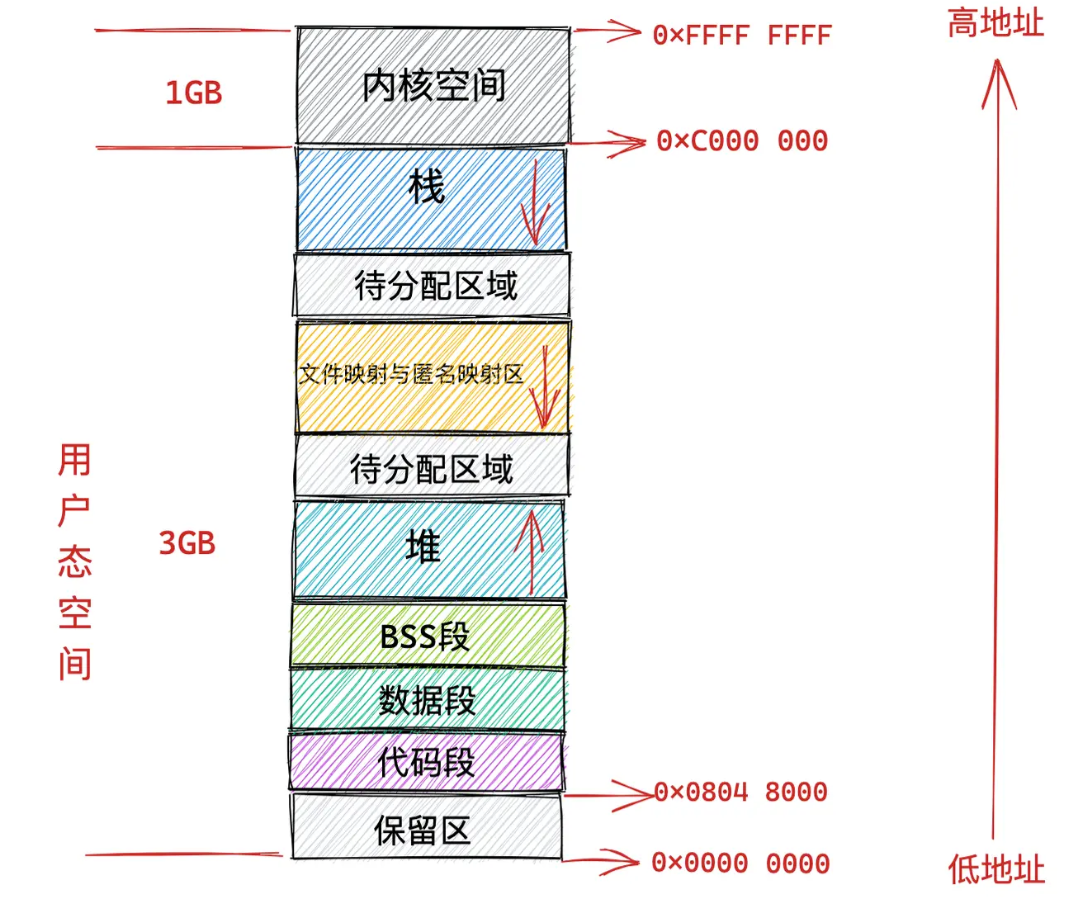 高地址
0×FFFF FFFF
内核空间
1GB
0×C000 000
栈
待分配区域
文件映射与匿名映射区
待分配区域
用户态空间
3GB
堆
BSS段
数据段
代码段
0×0804 8000
保留区
0×0000 0000
低地址